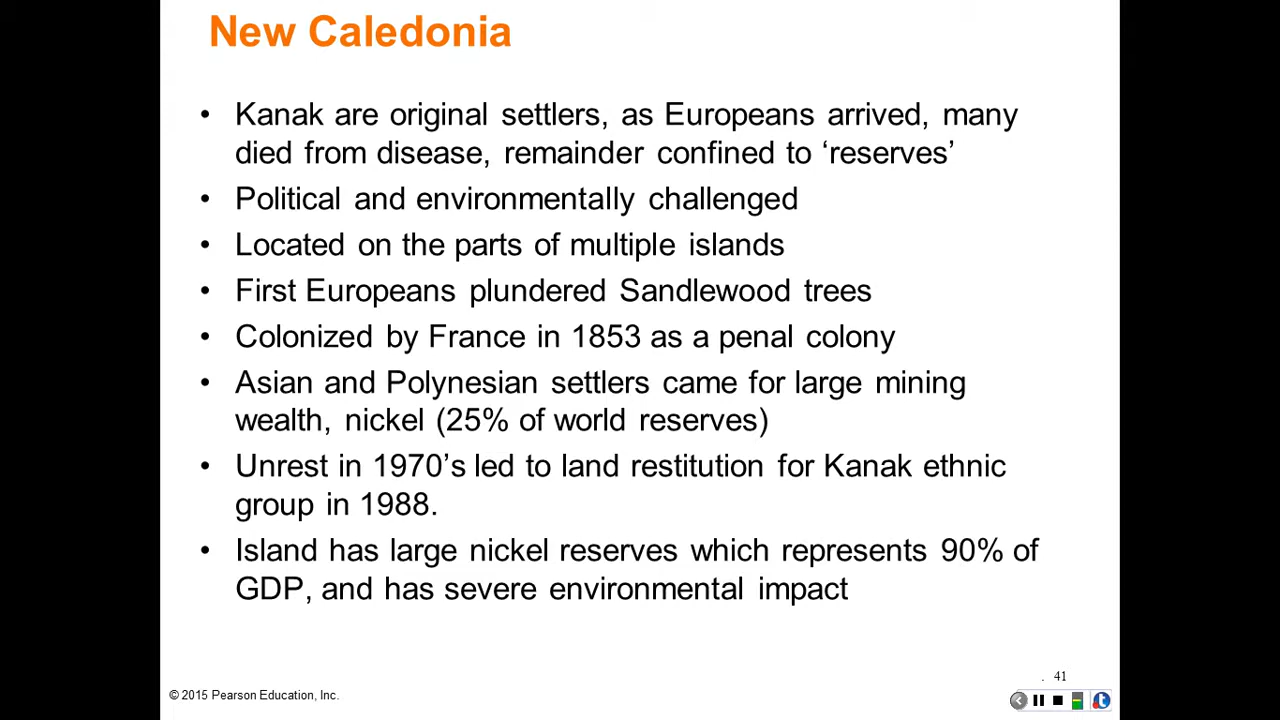 New Caledonia
• Kanak are original settlers, as Europeans arrived, many
died from disease, remainder confined to ‘reserves’
• Political and environmentally challenged
• Located on the parts of multiple islands
• First Europeans plundered Sandlewood trees
• Colonized by France in 1853 as a penal colony
• Asian and Polynesian settlers came for large mining
wealth, nickel (25% of world reserves)
• Unrest in 1970’s led to land restitution for Kanak ethnic
group in 1988.
• Island has large nickel reserves which represents 90% of
GDP, and has severe environmental impact
. 41
© 2015 Pearson Education, Inc.
t